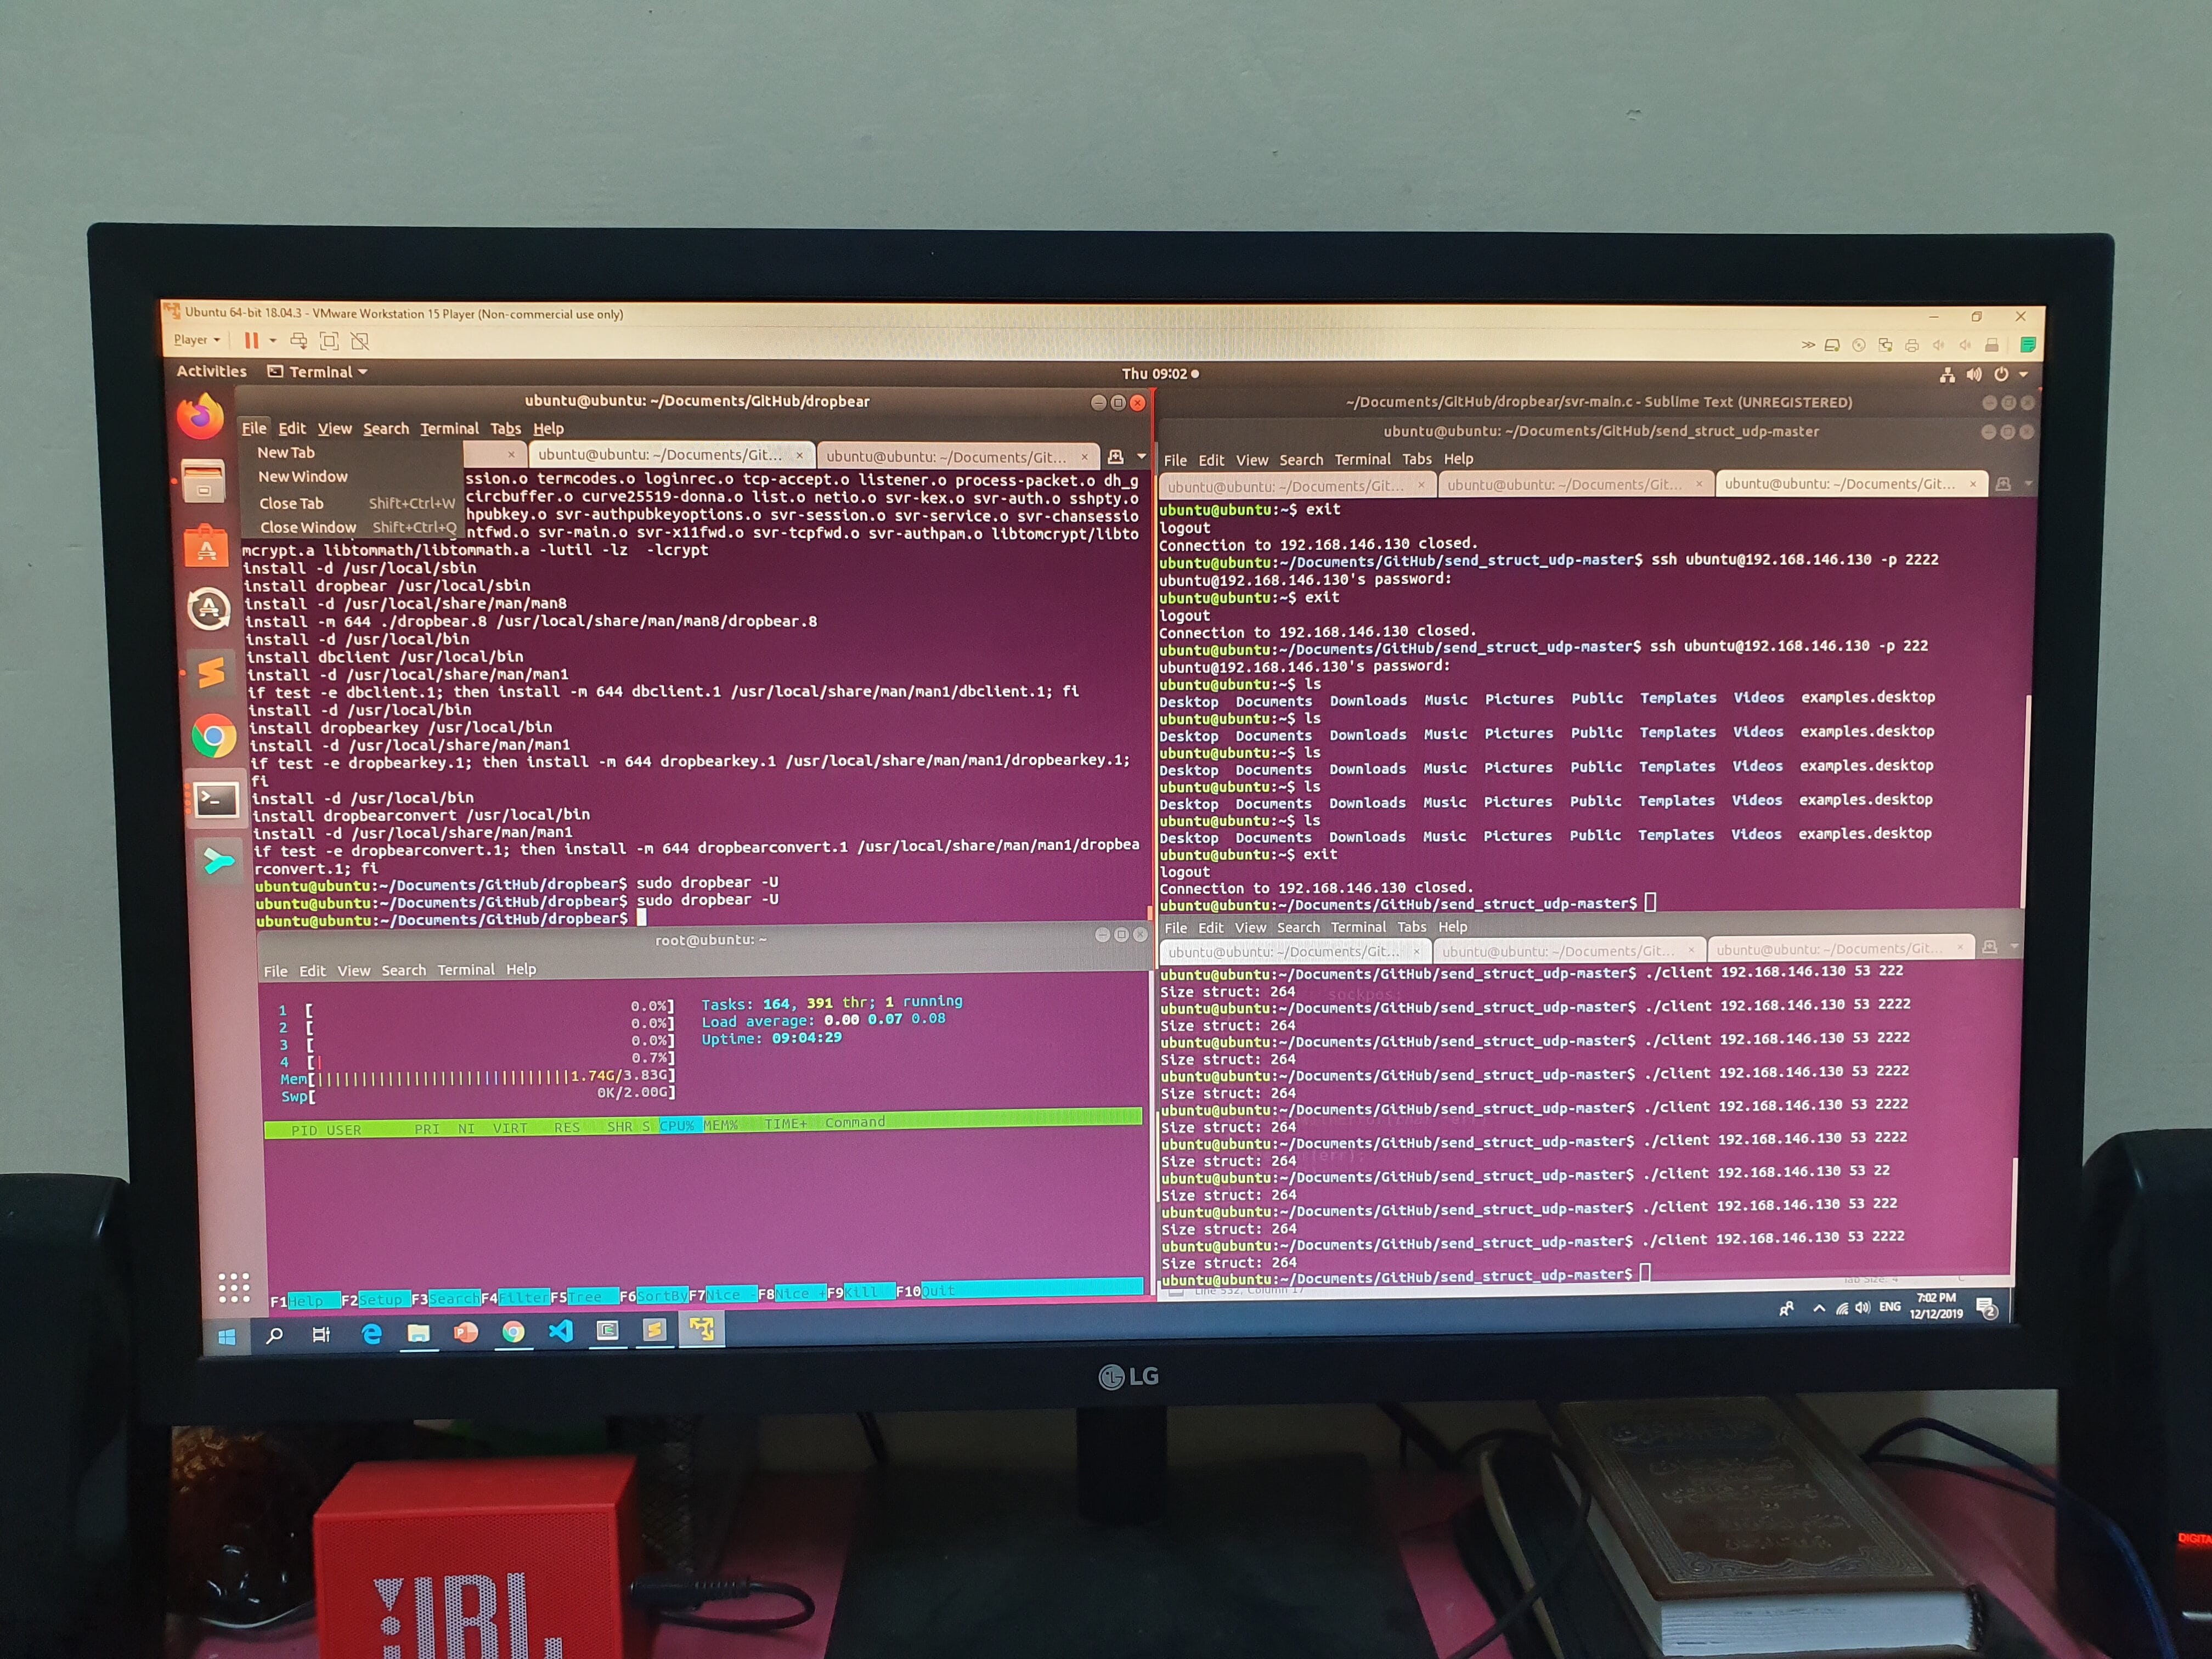 Ubuntu 64-bit 18.04.3 - VMware Workstation 15 Player (Non-commercial use only)
Player
Activities
Terminal
Thu 09:02
ubuntu@ubuntu: ~/Documents/GitHub/dropbear
File Edit View Search Terminal Tabs Help
New Tab
New Window
Close Tab Shift+Ctrl+W
Close Window Shift+Ctrl+Q
ubuntu@ubuntu: ~/Documents/Git...
ubuntu@ubuntu: ~/Documents/Git...
ssion.o termcodes.o loginrec.o tcp-accept.o listener.o process-packet.o dh_g
circbuffer.o curve25519-donna.o list.o netio.o svr-kex.o svr-auth.o sshpty.o
hpubkey.o svr-authpubkeyoptions.o svr-session.o svr-service.o svr-chansessio
ntfwd.o svr-main.o svr-x11fwd.o svr-tcpfwd.o svr-authpam.o libtomcrypt/libto
mcrypt.a libtommath/libtommath.a -lutil -lz  -lcrypt
install -d /usr/local/sbin
install dropbear /usr/local/sbin
install -d /usr/local/share/man/man8
install -m 644 ./dropbear.8 /usr/local/share/man/man8/dropbear.8
install -d /usr/local/bin
install dbclient /usr/local/bin
install -d /usr/local/share/man/man1
if test -e dbclient.1; then install -m 644 dbclient.1 /usr/local/share/man/man1/dbclient.1; fi
install -d /usr/local/bin
install dropbearkey /usr/local/bin
install -d /usr/local/share/man/man1
if test -e dropbearkey.1; then install -m 644 dropbearkey.1 /usr/local/share/man/man1/dropbearkey.1;
fi
install -d /usr/local/bin
install dropbearconvert /usr/local/bin
install -d /usr/local/share/man/man1
if test -e dropbearconvert.1; then install -m 644 dropbearconvert.1 /usr/local/share/man/man1/dropbea
rconvert.1; fi
ubuntu@ubuntu:~/Documents/GitHub/dropbear$ sudo dropbear -U
ubuntu@ubuntu:~/Documents/GitHub/dropbear$ sudo dropbear -U
ubuntu@ubuntu:~/Documents/GitHub/dropbear$
root@ubuntu: ~
File Edit View Search Terminal Help
1 [ 0.0%]
2 [ 0.0%]
3 [ 0.0%]
4 [| 0.7%]
Mem[ 1.74G/3.83G]
Swp[ 0K/2.00G]
Tasks: 164, 391 thr; 1 running
Load average: 0.00 0.07 0.08
Uptime: 09:04:29
PID USER PRI NI VIRT RES SHR S CPU% MEM% TIME+ Command
F1Help F2Setup F3Search F4Filter F5Tree F6SortBy F7Nice - F8Nice + F9Kill F10Quit
~/Documents/GitHub/dropbear/svr-main.c - Sublime Text (UNREGISTERED)
ubuntu@ubuntu: ~/Documents/GitHub/send_struct_udp-master
File Edit View Search Terminal Tabs Help
ubuntu@ubuntu: ~/Documents/Git...
ubuntu@ubuntu: ~/Documents/Git...
ubuntu@ubuntu: ~/Documents/Git...
ubuntu@ubuntu:~$ exit
logout
Connection to 192.168.146.130 closed.
ubuntu@ubuntu:~/Documents/GitHub/send_struct_udp-master$ ssh ubuntu@192.168.146.130 -p 2222
ubuntu@192.168.146.130's password:
ubuntu@ubuntu:~$ exit
logout
Connection to 192.168.146.130 closed.
ubuntu@ubuntu:~/Documents/GitHub/send_struct_udp-master$ ssh ubuntu@192.168.146.130 -p 222
ubuntu@192.168.146.130's password:
ubuntu@ubuntu:~$ ls
Desktop Documents Downloads Music Pictures Public Templates Videos examples.desktop
ubuntu@ubuntu:~$ ls
Desktop Documents Downloads Music Pictures Public Templates Videos examples.desktop
ubuntu@ubuntu:~$ ls
Desktop Documents Downloads Music Pictures Public Templates Videos examples.desktop
ubuntu@ubuntu:~$ ls
Desktop Documents Downloads Music Pictures Public Templates Videos examples.desktop
ubuntu@ubuntu:~$ ls
Desktop Documents Downloads Music Pictures Public Templates Videos examples.desktop
ubuntu@ubuntu:~$ exit
logout
Connection to 192.168.146.130 closed.
ubuntu@ubuntu:~/Documents/GitHub/send_struct_udp-master$
File Edit View Search Terminal Tabs Help
ubuntu@ubuntu: ~/Documents/Git...
ubuntu@ubuntu: ~/Documents/Git...
ubuntu@ubuntu: ~/Documents/Git...
ubuntu@ubuntu:~/Documents/GitHub/send_struct_udp-master$ ./client 192.168.146.130 53 222
Size struct: 264
ubuntu@ubuntu:~/Documents/GitHub/send_struct_udp-master$ ./client 192.168.146.130 53 2222
Size struct: 264
ubuntu@ubuntu:~/Documents/GitHub/send_struct_udp-master$ ./client 192.168.146.130 53 2222
Size struct: 264
ubuntu@ubuntu:~/Documents/GitHub/send_struct_udp-master$ ./client 192.168.146.130 53 2222
Size struct: 264
ubuntu@ubuntu:~/Documents/GitHub/send_struct_udp-master$ ./client 192.168.146.130 53 2222
Size struct: 264
ubuntu@ubuntu:~/Documents/GitHub/send_struct_udp-master$ ./client 192.168.146.130 53 2222
Size struct: 264
ubuntu@ubuntu:~/Documents/GitHub/send_struct_udp-master$ ./client 192.168.146.130 53 22
Size struct: 264
ubuntu@ubuntu:~/Documents/GitHub/send_struct_udp-master$ ./client 192.168.146.130 53 222
Size struct: 264
ubuntu@ubuntu:~/Documents/GitHub/send_struct_udp-master$ ./client 192.168.146.130 53 2222
Size struct: 264
ubuntu@ubuntu:~/Documents/GitHub/send_struct_udp-master$
Line 532, Column 17
Tab Size: 4
ENG
7:02 PM
12/12/2019
2
LG
JBL
DIGITA